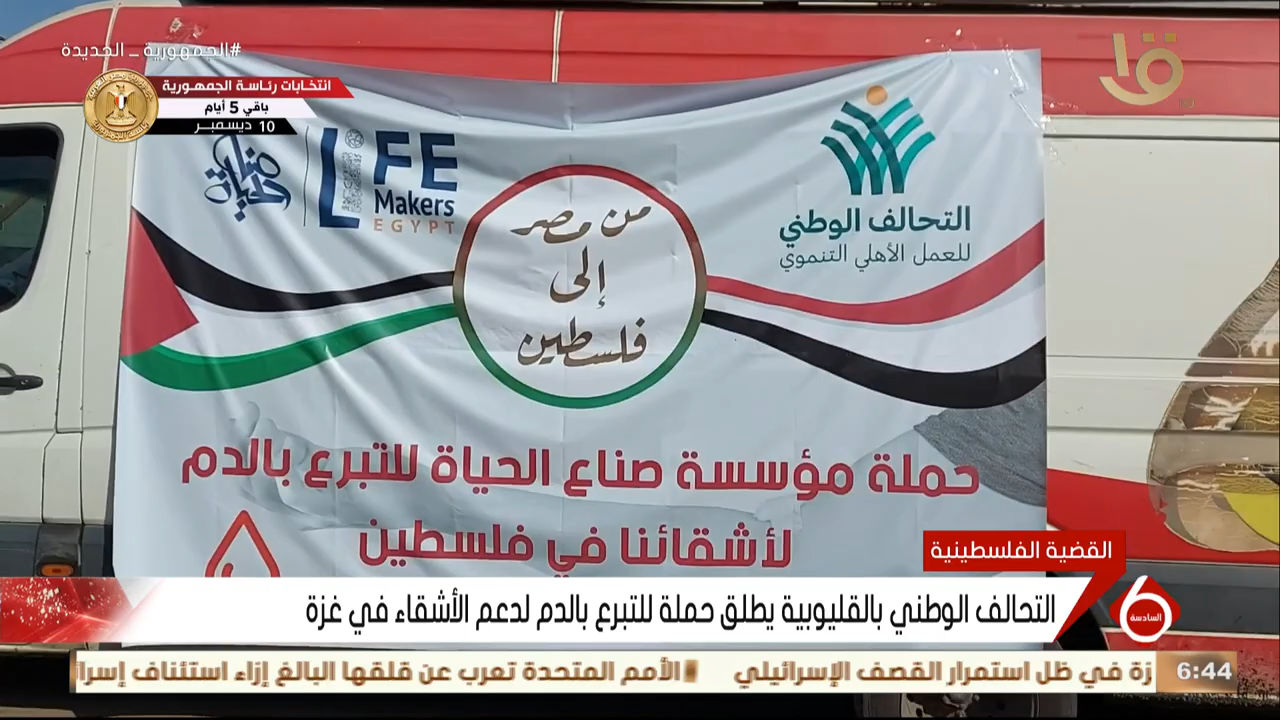 #الجمهورية_الجديدة
انتخابات رئاسة الجمهورية
باقي 5 أيام
10 ديسمبر
صناع الحياة
LIFE
Makers
EGYPT
التحالف الوطني
للعمل الأهلي التنموي
من مصر
إلى
فلسطين
حملة مؤسسة صناع الحياة للتبرع بالدم
لأشقائنا في فلسطين
القضية الفلسطينية
السادسة
التحالف الوطني بالقليوبية يطلق حملة للتبرع بالدم لدعم الأشقاء في غزة
6:44
زة في ظل استمرار القصف الإسرائيلي الأمم المتحدة تعرب عن قلقها البالغ إزاء استئناف إسرا